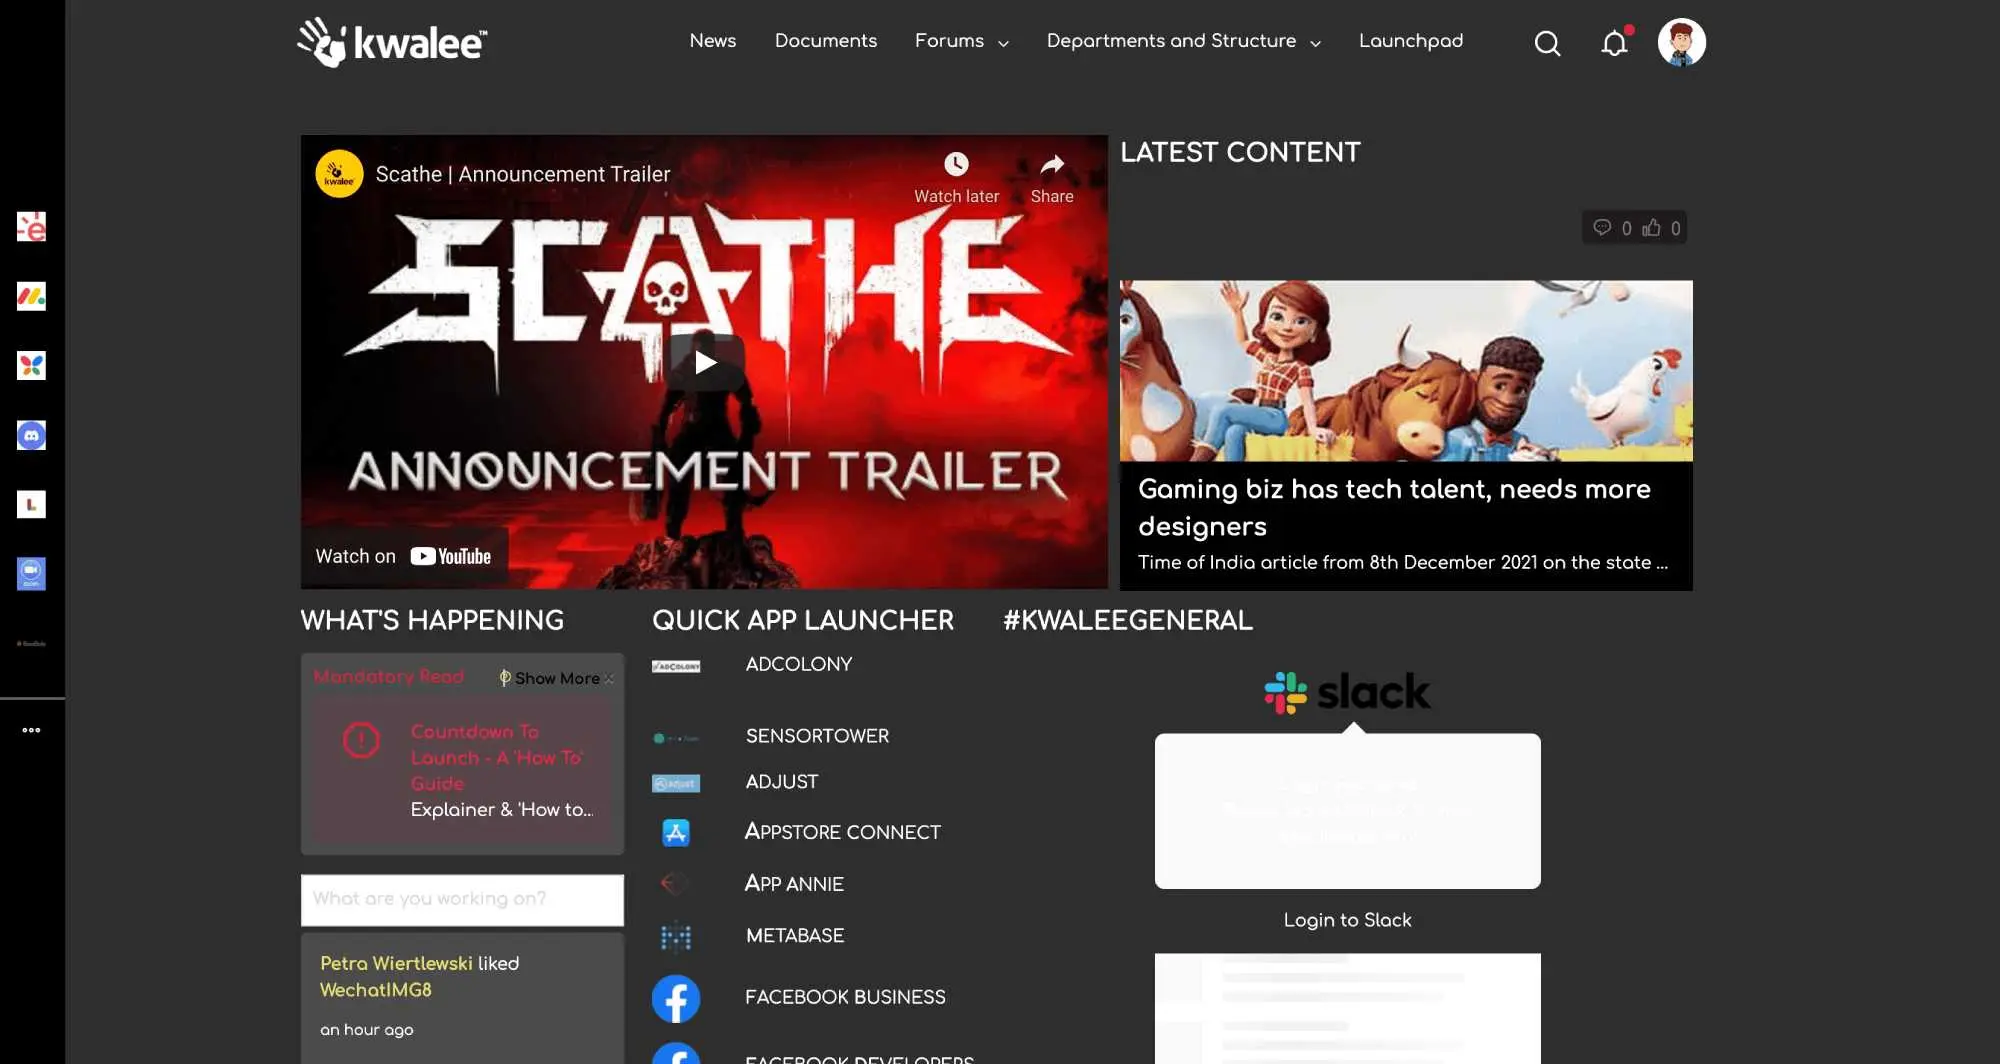 kwalee™
News
Documents
Forums
Departments and Structure
Launchpad
kwalee
Scathe | Announcement Trailer
Watch later
Share
SCATHE
ANNOUNCEMENT TRAILER
Watch on YouTube
LATEST CONTENT
0 0
Gaming biz has tech talent, needs more
designers
Time of India article from 8th December 2021 on the state ...
WHAT'S HAPPENING
Mandatory Read
Show More
Countdown To
Launch - A 'How To'
Guide
Explainer & 'How to...
What are you working on?
Petra Wiertlewski liked
WechatIMG8
an hour ago
QUICK APP LAUNCHER
ADCOLONY
ADCOLONY
SENSORTOWER
adjust
ADJUST
APPSTORE CONNECT
APP ANNIE
METABASE
FACEBOOK BUSINESS
FACEBOOK DEVELOPERS
#KWALEEGENERAL
slack
Login to Slack